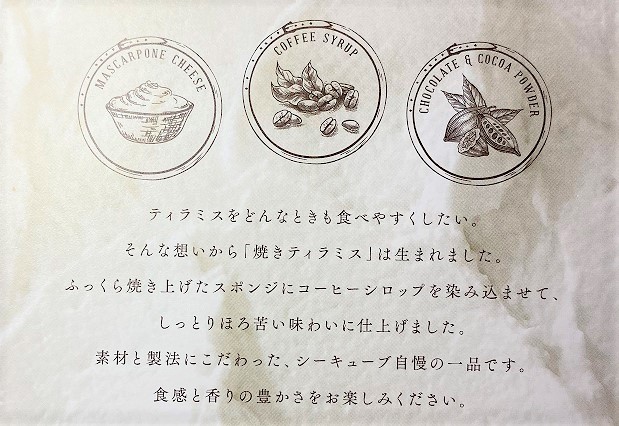 MASCARPONE CHEESE
COFFEE SYRUP
CHOCOLATE & COCOA POWDER
ティラミスをどんなときも食べやすくしたい。
そんな想いから「焼きティラミス」は生まれました。
ふっくら焼き上げたスポンジにコーヒーシロップを染み込ませて、
しっとりほろ苦い味わいに仕上げました。
素材と製法にこだわった、シーキューブ自慢の一品です。
食感と香りの豊かさをお楽しみください。